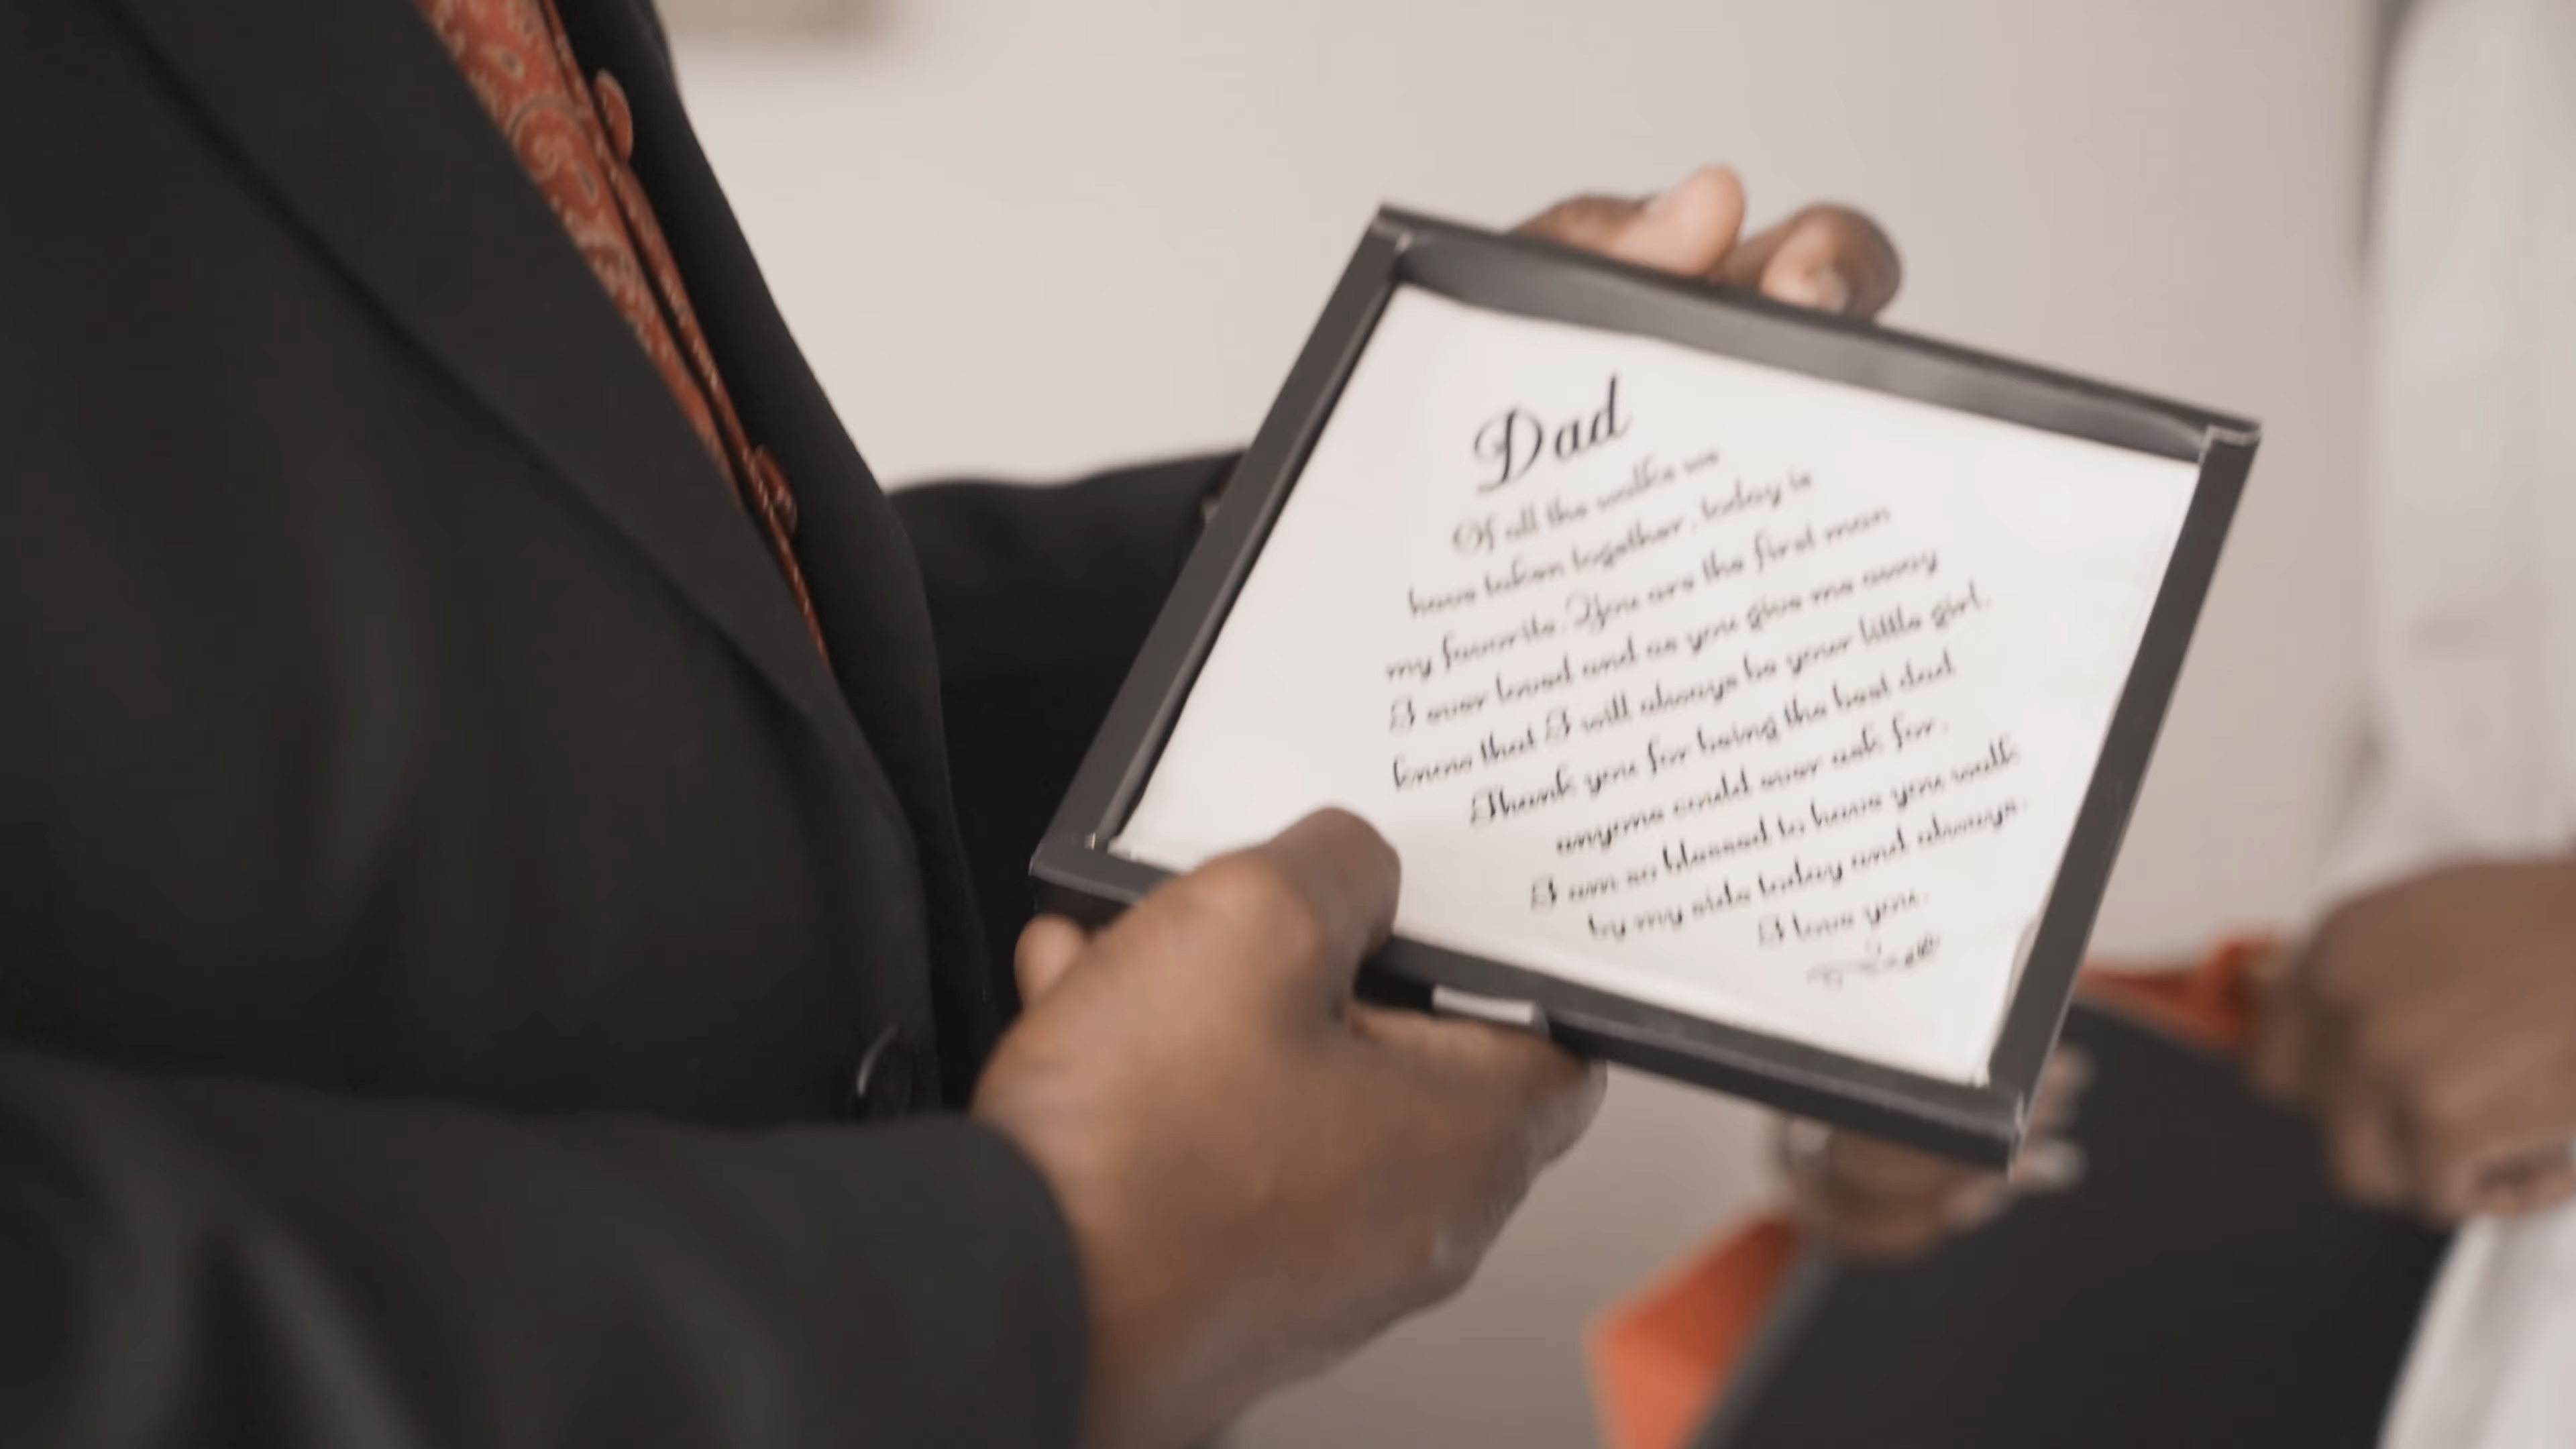 Dad
Of all the walks we
have taken together, today is
my favorite. You are the first man
I ever loved and as you give me away
know that I will always be your little girl.
Thank you for being the best dad
anyone could ever ask for.
I am so blessed to have you walk
by my side today and always.
I love you.